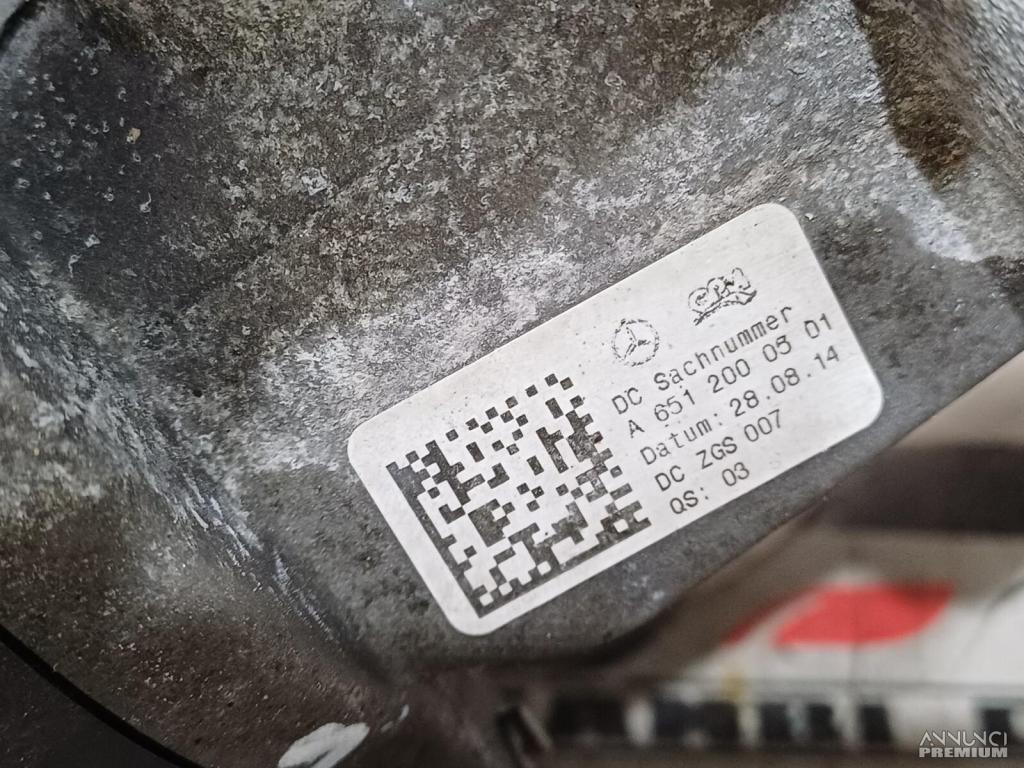 DC Sachnummer
A 651 200 05 01
Datum: 28.08.14
DC ZGS 007
QS: 03
ANNUNCI
PREMIUM